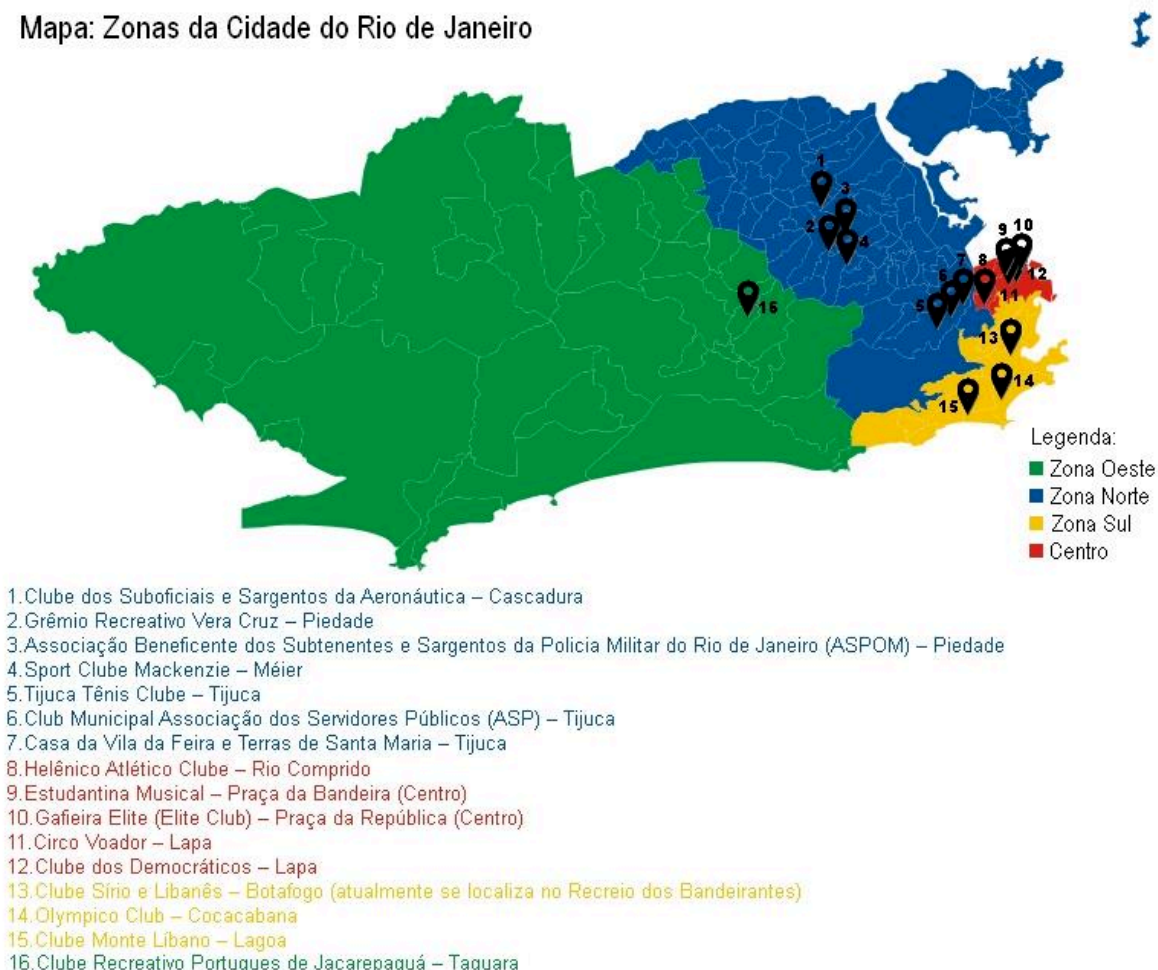 Mapa: Zonas da Cidade do Rio de Janeiro
1
3
2
4
9
10
7
8
6
12
5
11
16
13
14
15
Legenda:
Zona Oeste
Zona Norte
Zona Sul
Centro
1.Clube dos Suboficiais e Sargentos da Aeronáutica – Cascadura
2.Grêmio Recreativo Vera Cruz – Piedade
3.Associação Beneficente dos Subtenentes e Sargentos da Policia Militar do Rio de Janeiro (ASPOM) – Piedade
4.Sport Clube Mackenzie – Méier
5.Tijuca Tênis Clube – Tijuca
6.Club Municipal Associação dos Servidores Públicos (ASP) – Tijuca
7.Casa da Vila da Feira e Terras de Santa Maria – Tijuca
8.Helênico Atlético Clube – Rio Comprido
9.Estudantina Musical – Praça da Bandeira (Centro)
10.Gafieira Elite (Elite Club) – Praça da República (Centro)
11.Circo Voador – Lapa
12.Clube dos Democráticos – Lapa
13.Clube Sírio e Libanês – Botafogo (atualmente se localiza no Recreio dos Bandeirantes)
14.Olympico Club – Cocacabana
15.Clube Monte Líbano – Lagoa
16.Clube Recreativo Portugues de Jacarepaguá – Taquara